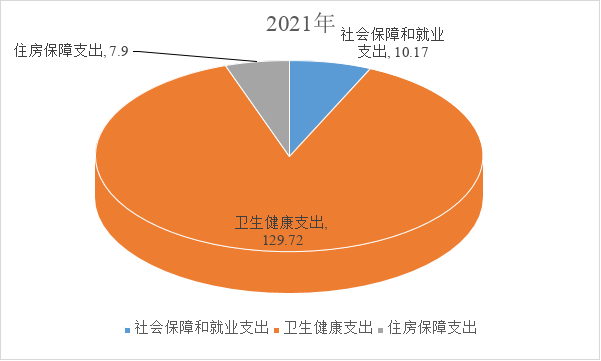 2021年
住房保障支出, 7.9
社会保障和就业
支出, 10.17
卫生健康支出,
129.72
社会保障和就业支出 卫生健康支出 住房保障支出